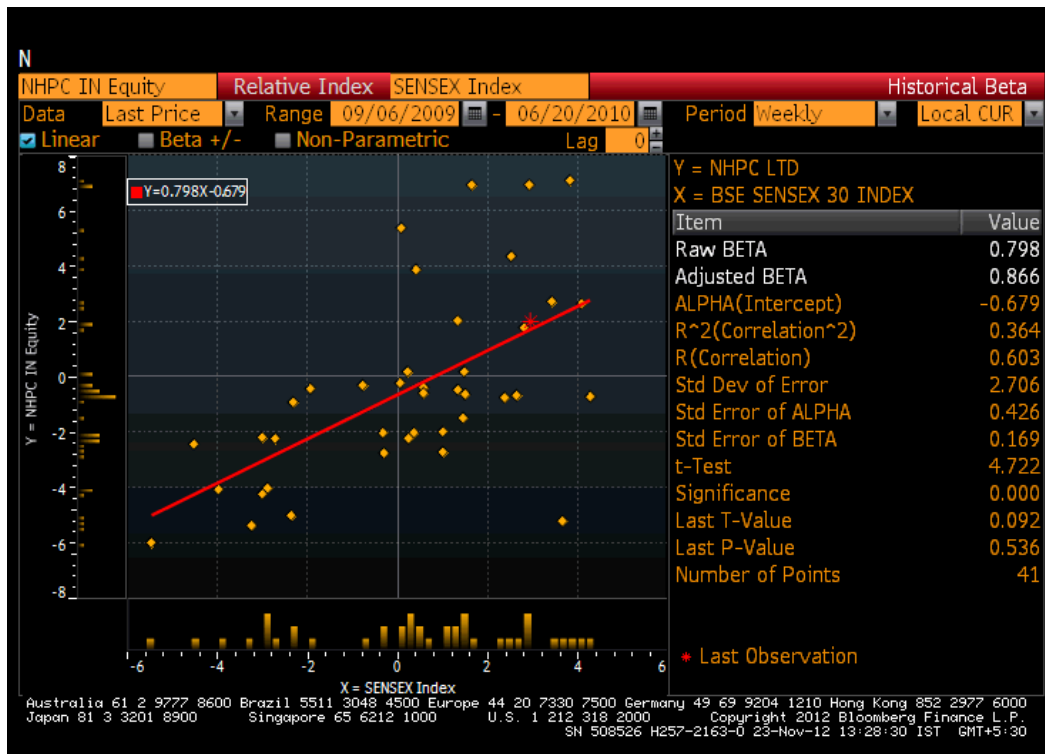 N
NHPC IN Equity Relative Index SENSEX Index Historical Beta
Data Last Price Range 09/06/2009 - 06/20/2010 Period Weekly Local CUR
Linear Beta +/- Non-Parametric Lag 0
Y = NHPC LTD
X = BSE SENSEX 30 INDEX
Item Value
Raw BETA 0.798
Adjusted BETA 0.866
ALPHA(Intercept) -0.679
R^2(Correlation^2) 0.364
R(Correlation) 0.603
Std Dev of Error 2.706
Std Error of ALPHA 0.426
Std Error of BETA 0.169
t-Test 4.722
Significance 0.000
Last T-Value 0.092
Last P-Value 0.536
Number of Points 41
* Last Observation
Y=0.798X-0.679
8
6
4
2
0
-2
-4
-6
-8
Y = NHPC IN Equity
-6 -4 -2 0 2 4 6
X = SENSEX Index
Australia 61 2 9777 8600 Brazil 5511 3048 4500 Europe 44 20 7330 7500 Germany 49 69 9204 1210 Hong Kong 852 2977 6000
Japan 81 3 3201 8900 Singapore 65 6212 1000 U.S. 1 212 318 2000 Copyright 2012 Bloomberg Finance L.P.
SN 508526 H257-2163-0 23-Nov-12 13:28:30 IST GMT+5:30